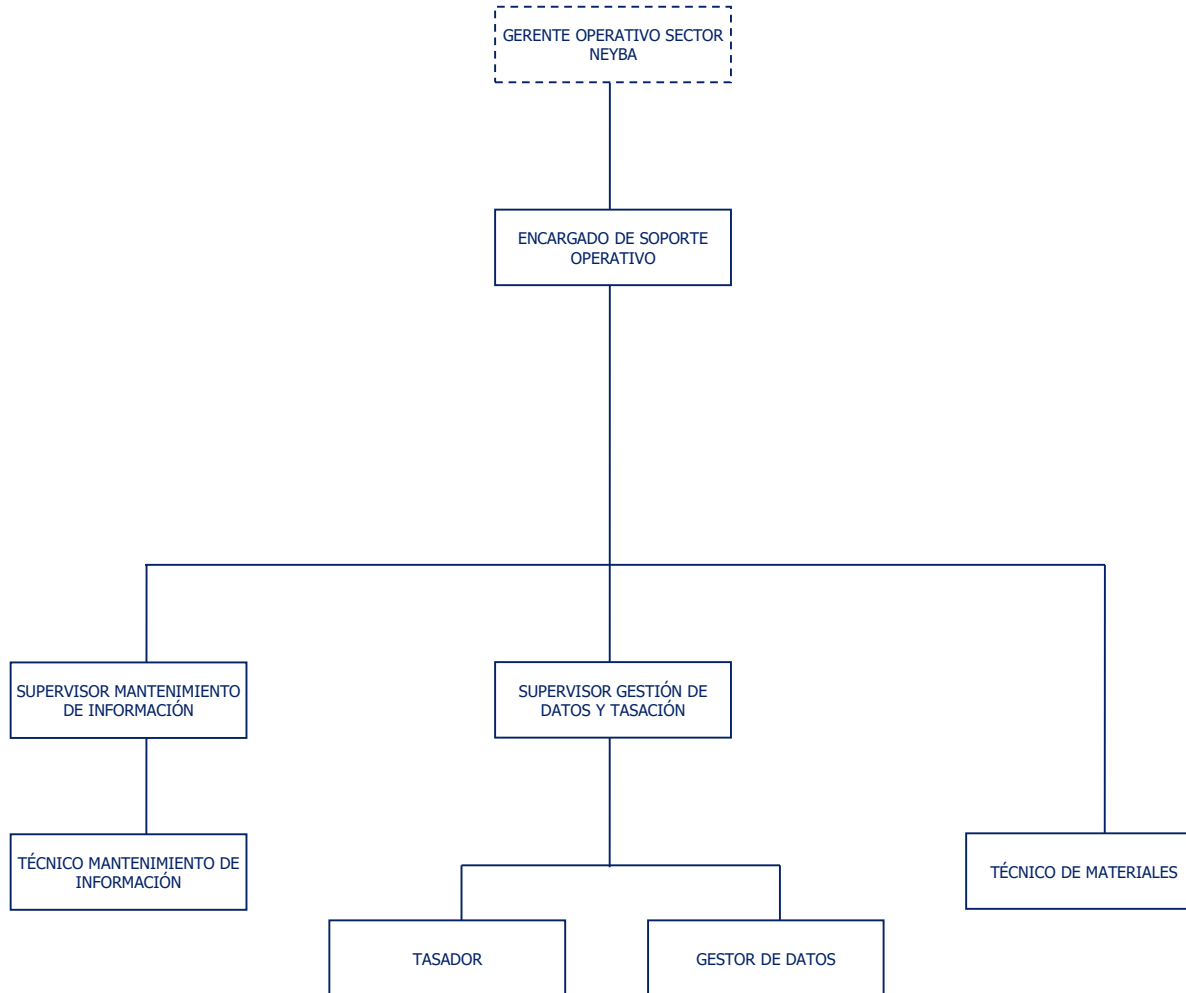 GERENTE OPERATIVO SECTOR
NEYBA
ENCARGADO DE SOPORTE
OPERATIVO
SUPERVISOR MANTENIMIENTO
DE INFORMACIÓN
SUPERVISOR GESTIÓN DE
DATOS Y TASACIÓN
TÉCNICO MANTENIMIENTO DE
INFORMACIÓN
TÉCNICO DE MATERIALES
TASADOR
GESTOR DE DATOS